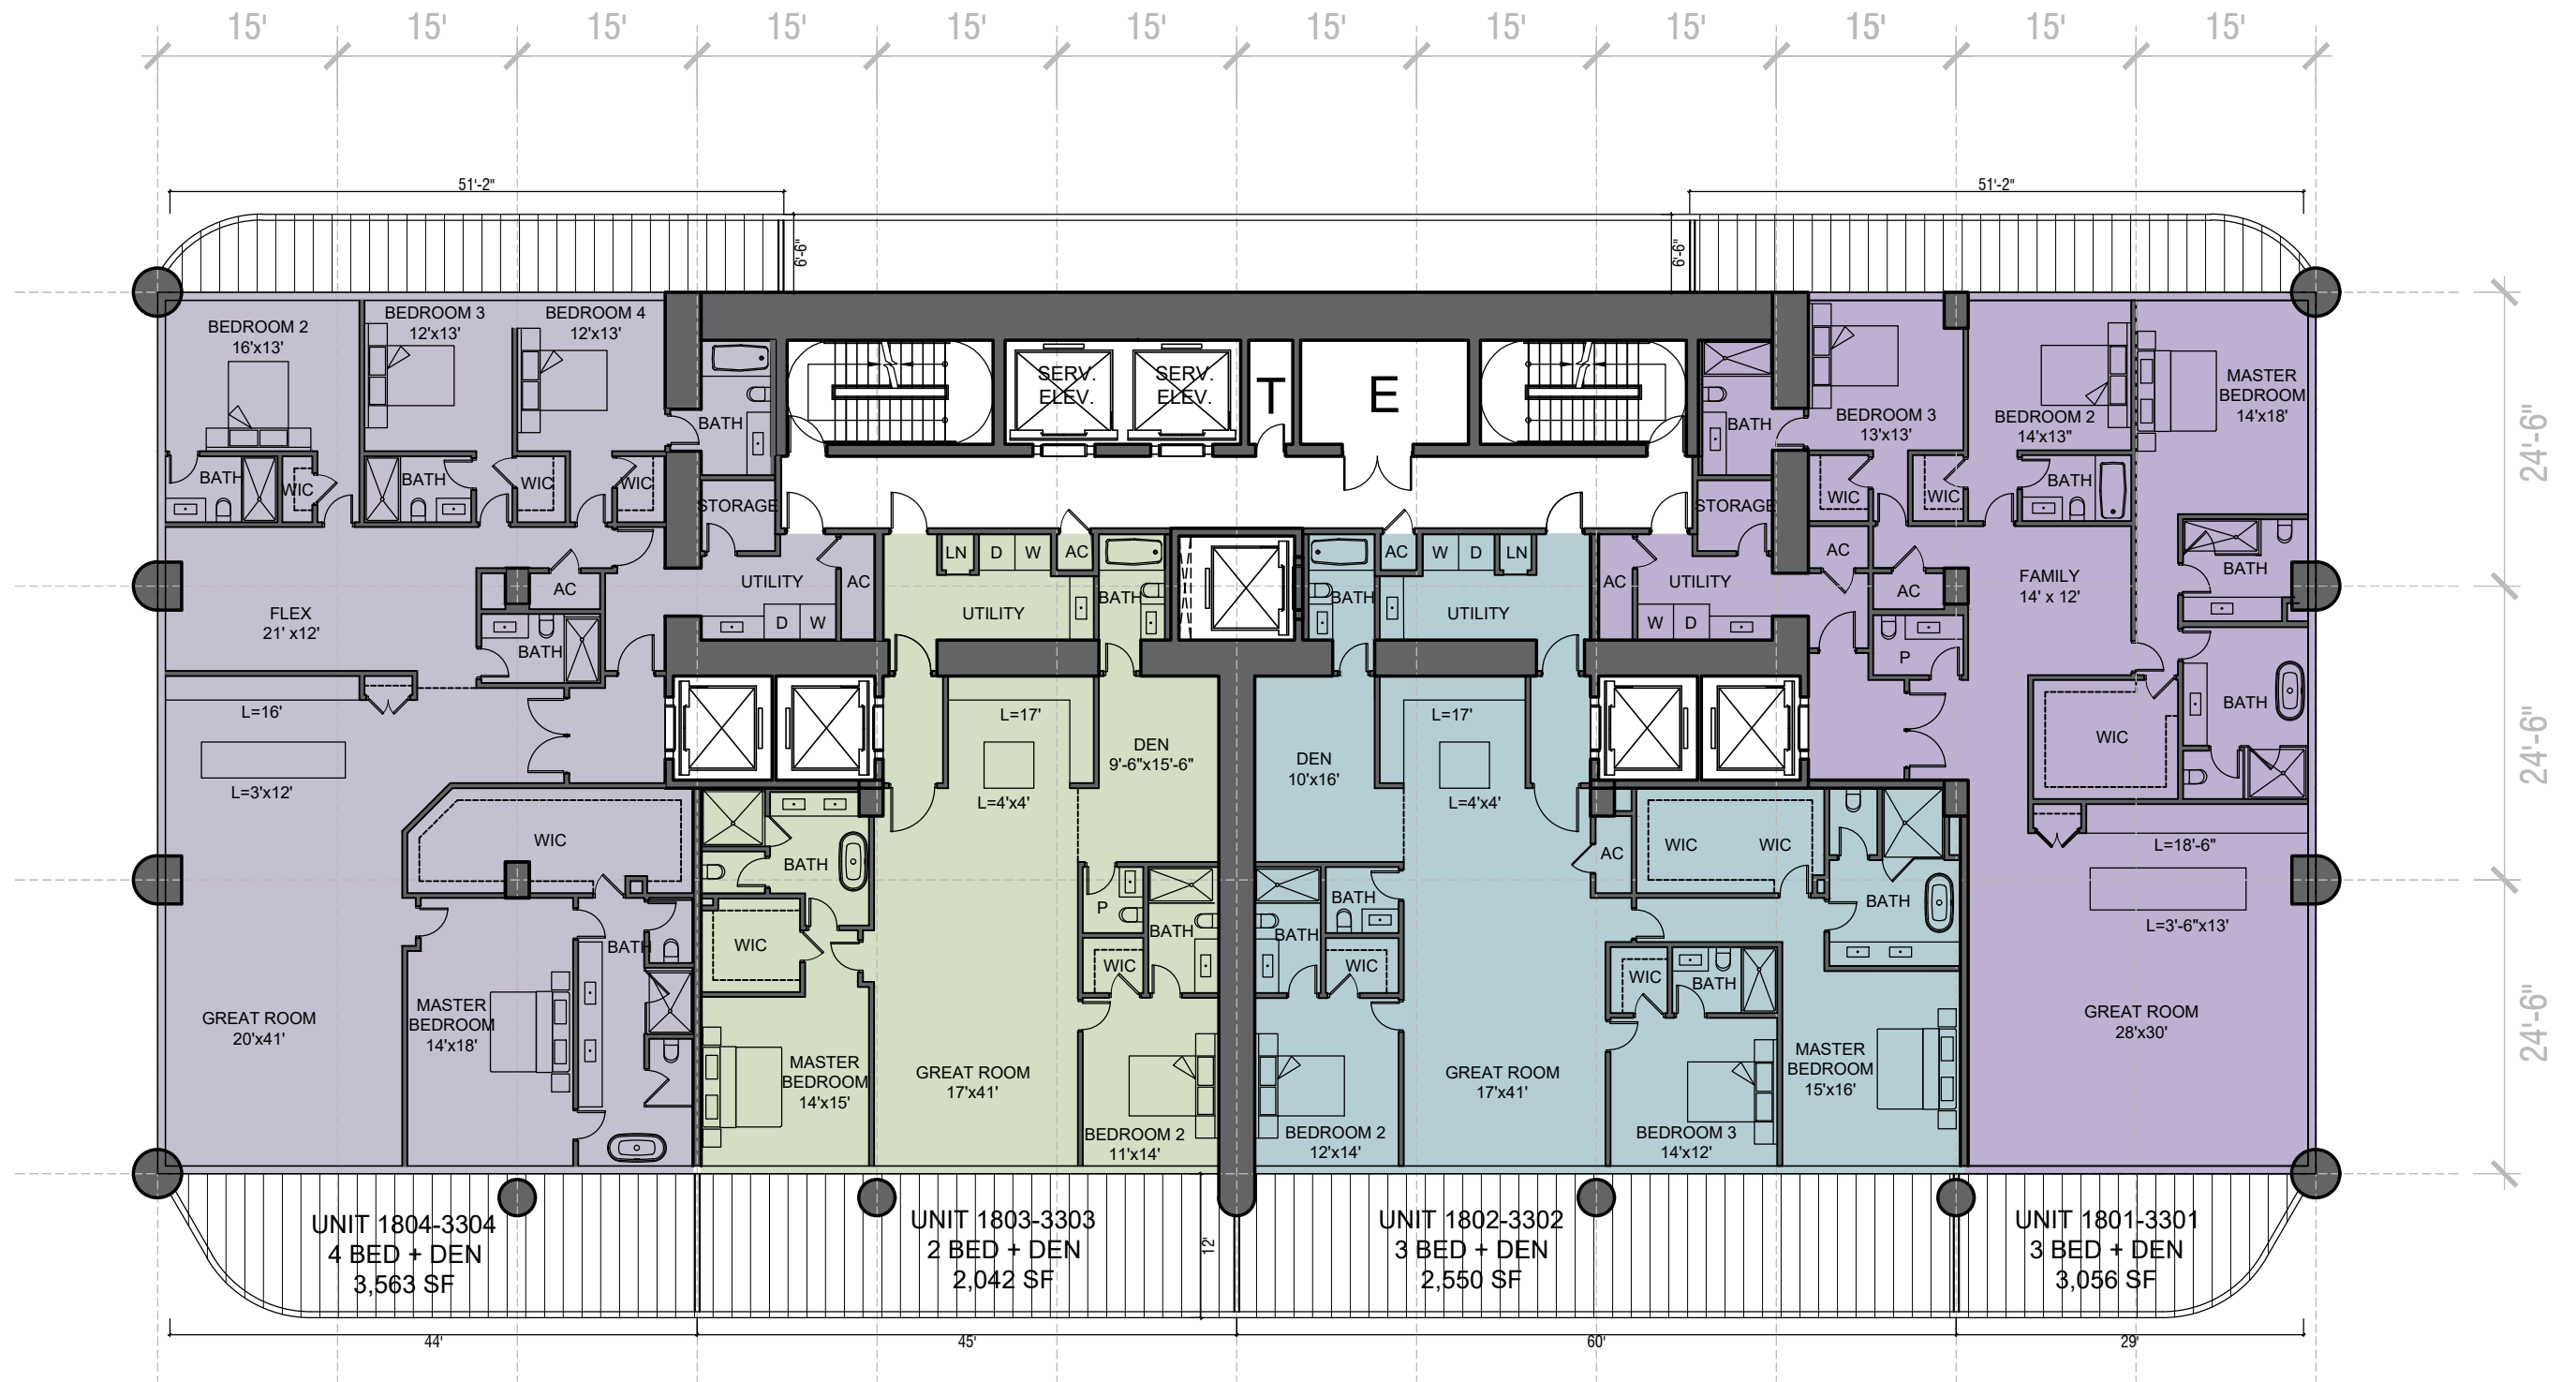 15' 15' 15' 15' 15' 15' 15' 15' 15' 15' 15' 15'
51'-2" 51'-2"
6'-6" 6'-6"
24'-6"
24'-6"
24'-6"
BEDROOM 2
16'x13'
BEDROOM 3
12'x13'
BEDROOM 4
12'x13'
BATH
WIC
BATH
WIC
WIC
BATH
STORAGE
FLEX
21' x12'
AC
BATH
UTILITY
D W
AC
L=16'
L=3'x12'
WIC
GREAT ROOM
20'x41'
MASTER
BEDROOM
14'x18'
BATH
SERV.
ELEV.
SERV.
ELEV.
T
E
LN D W AC
UTILITY
BATH
L=17'
L=4'x4'
DEN
9'-6"x15'-6"
BATH
WIC
P
BATH
WIC
MASTER
BEDROOM
14'x15'
GREAT ROOM
17'x41'
BEDROOM 2
11'x14'
AC W D LN
BATH
UTILITY
DEN
10'x16'
L=17'
L=4'x4'
BATH
BATH
WIC
AC
WIC WIC
BATH
WIC
BATH
BEDROOM 2
12'x14'
GREAT ROOM
17'x41'
BEDROOM 3
14'x12'
MASTER
BEDROOM
15'x16'
BATH
STORAGE
AC
UTILITY
W D
BEDROOM 3
13'x13'
BEDROOM 2
14'x13"
MASTER
BEDROOM
14'x18'
WIC
WIC
BATH
AC
AC
P
FAMILY
14' x 12'
BATH
BATH
WIC
L=18'-6"
L=3'-6"x13'
GREAT ROOM
28'x30'
UNIT 1804-3304
4 BED + DEN
3,563 SF
UNIT 1803-3303
2 BED + DEN
2,042 SF
12'
UNIT 1802-3302
3 BED + DEN
2,550 SF
UNIT 1801-3301
3 BED + DEN
3,056 SF
44' 45' 60' 29'